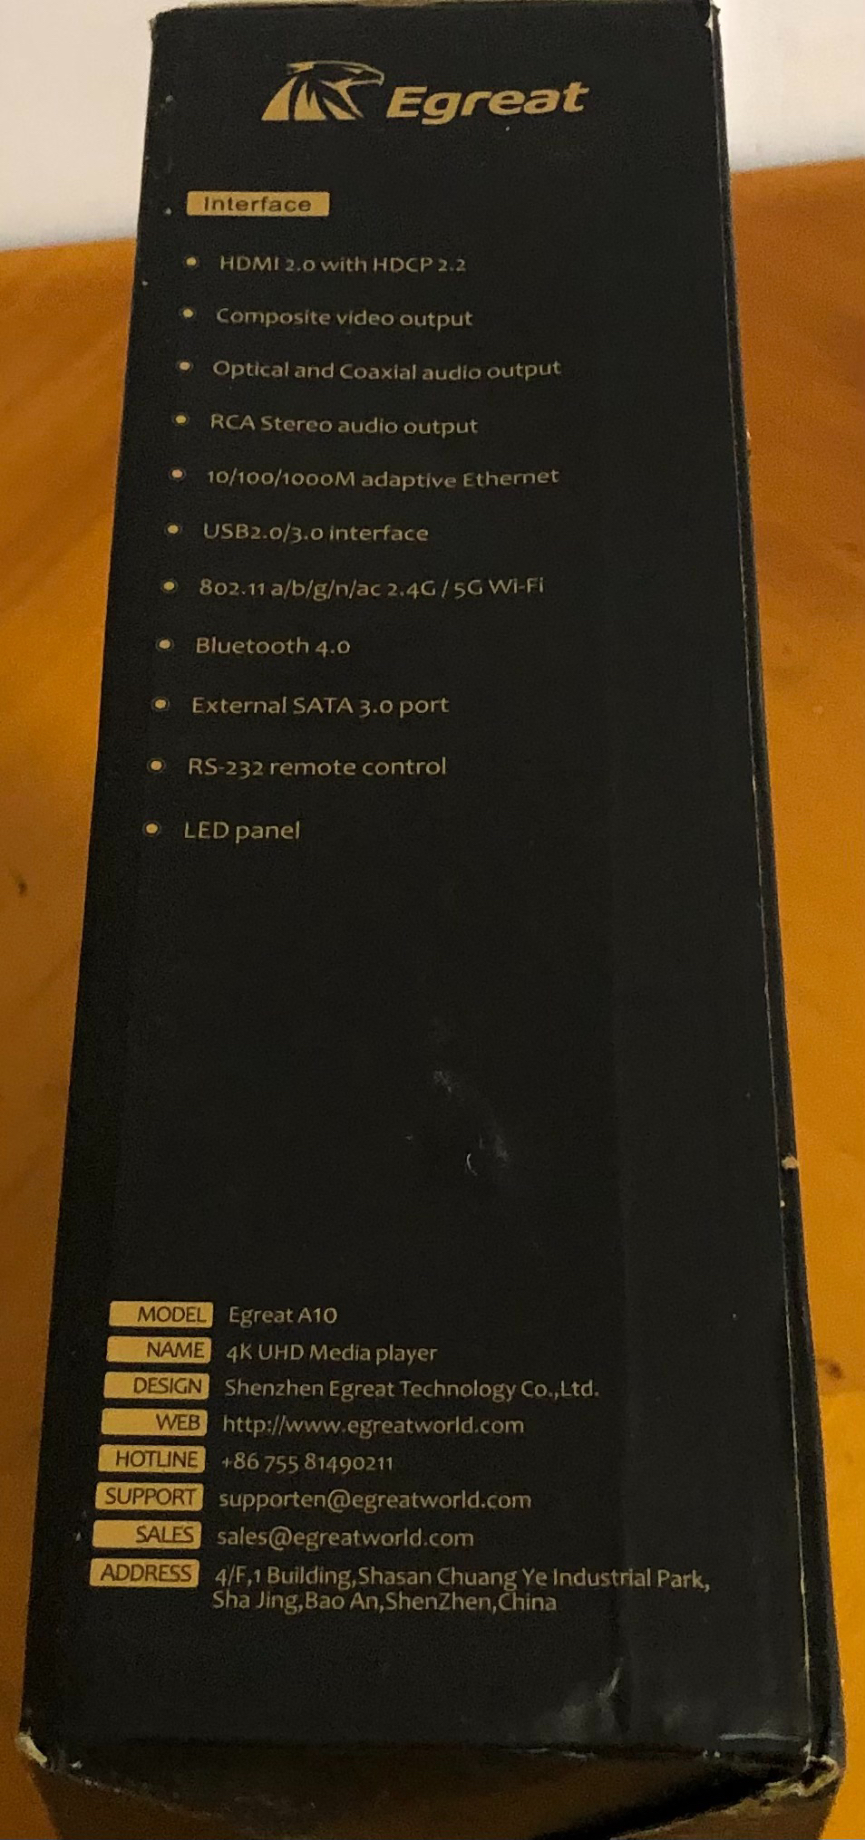 Egreat
Interface
HDMI 2.0 with HDCP 2.2
Composite video output
Optical and Coaxial audio output
RCA Stereo audio output
10/100/1000M adaptive Ethernet
USB2.0/3.0 interface
802.11 a/b/g/n/ac 2.4G / 5G Wi-Fi
Bluetooth 4.0
External SATA 3.0 port
RS-232 remote control
LED panel
MODEL Egreat A10
NAME 4K UHD Media player
DESIGN Shenzhen Egreat Technology Co.,Ltd.
WEB http://www.egreatworld.com
HOTLINE +86 755 81490211
SUPPORT supporten@egreatworld.com
SALES sales@egreatworld.com
ADDRESS 4/F,1 Building,Shasan Chuang Ye Industrial Park,
Sha Jing,Bao An,ShenZhen,China